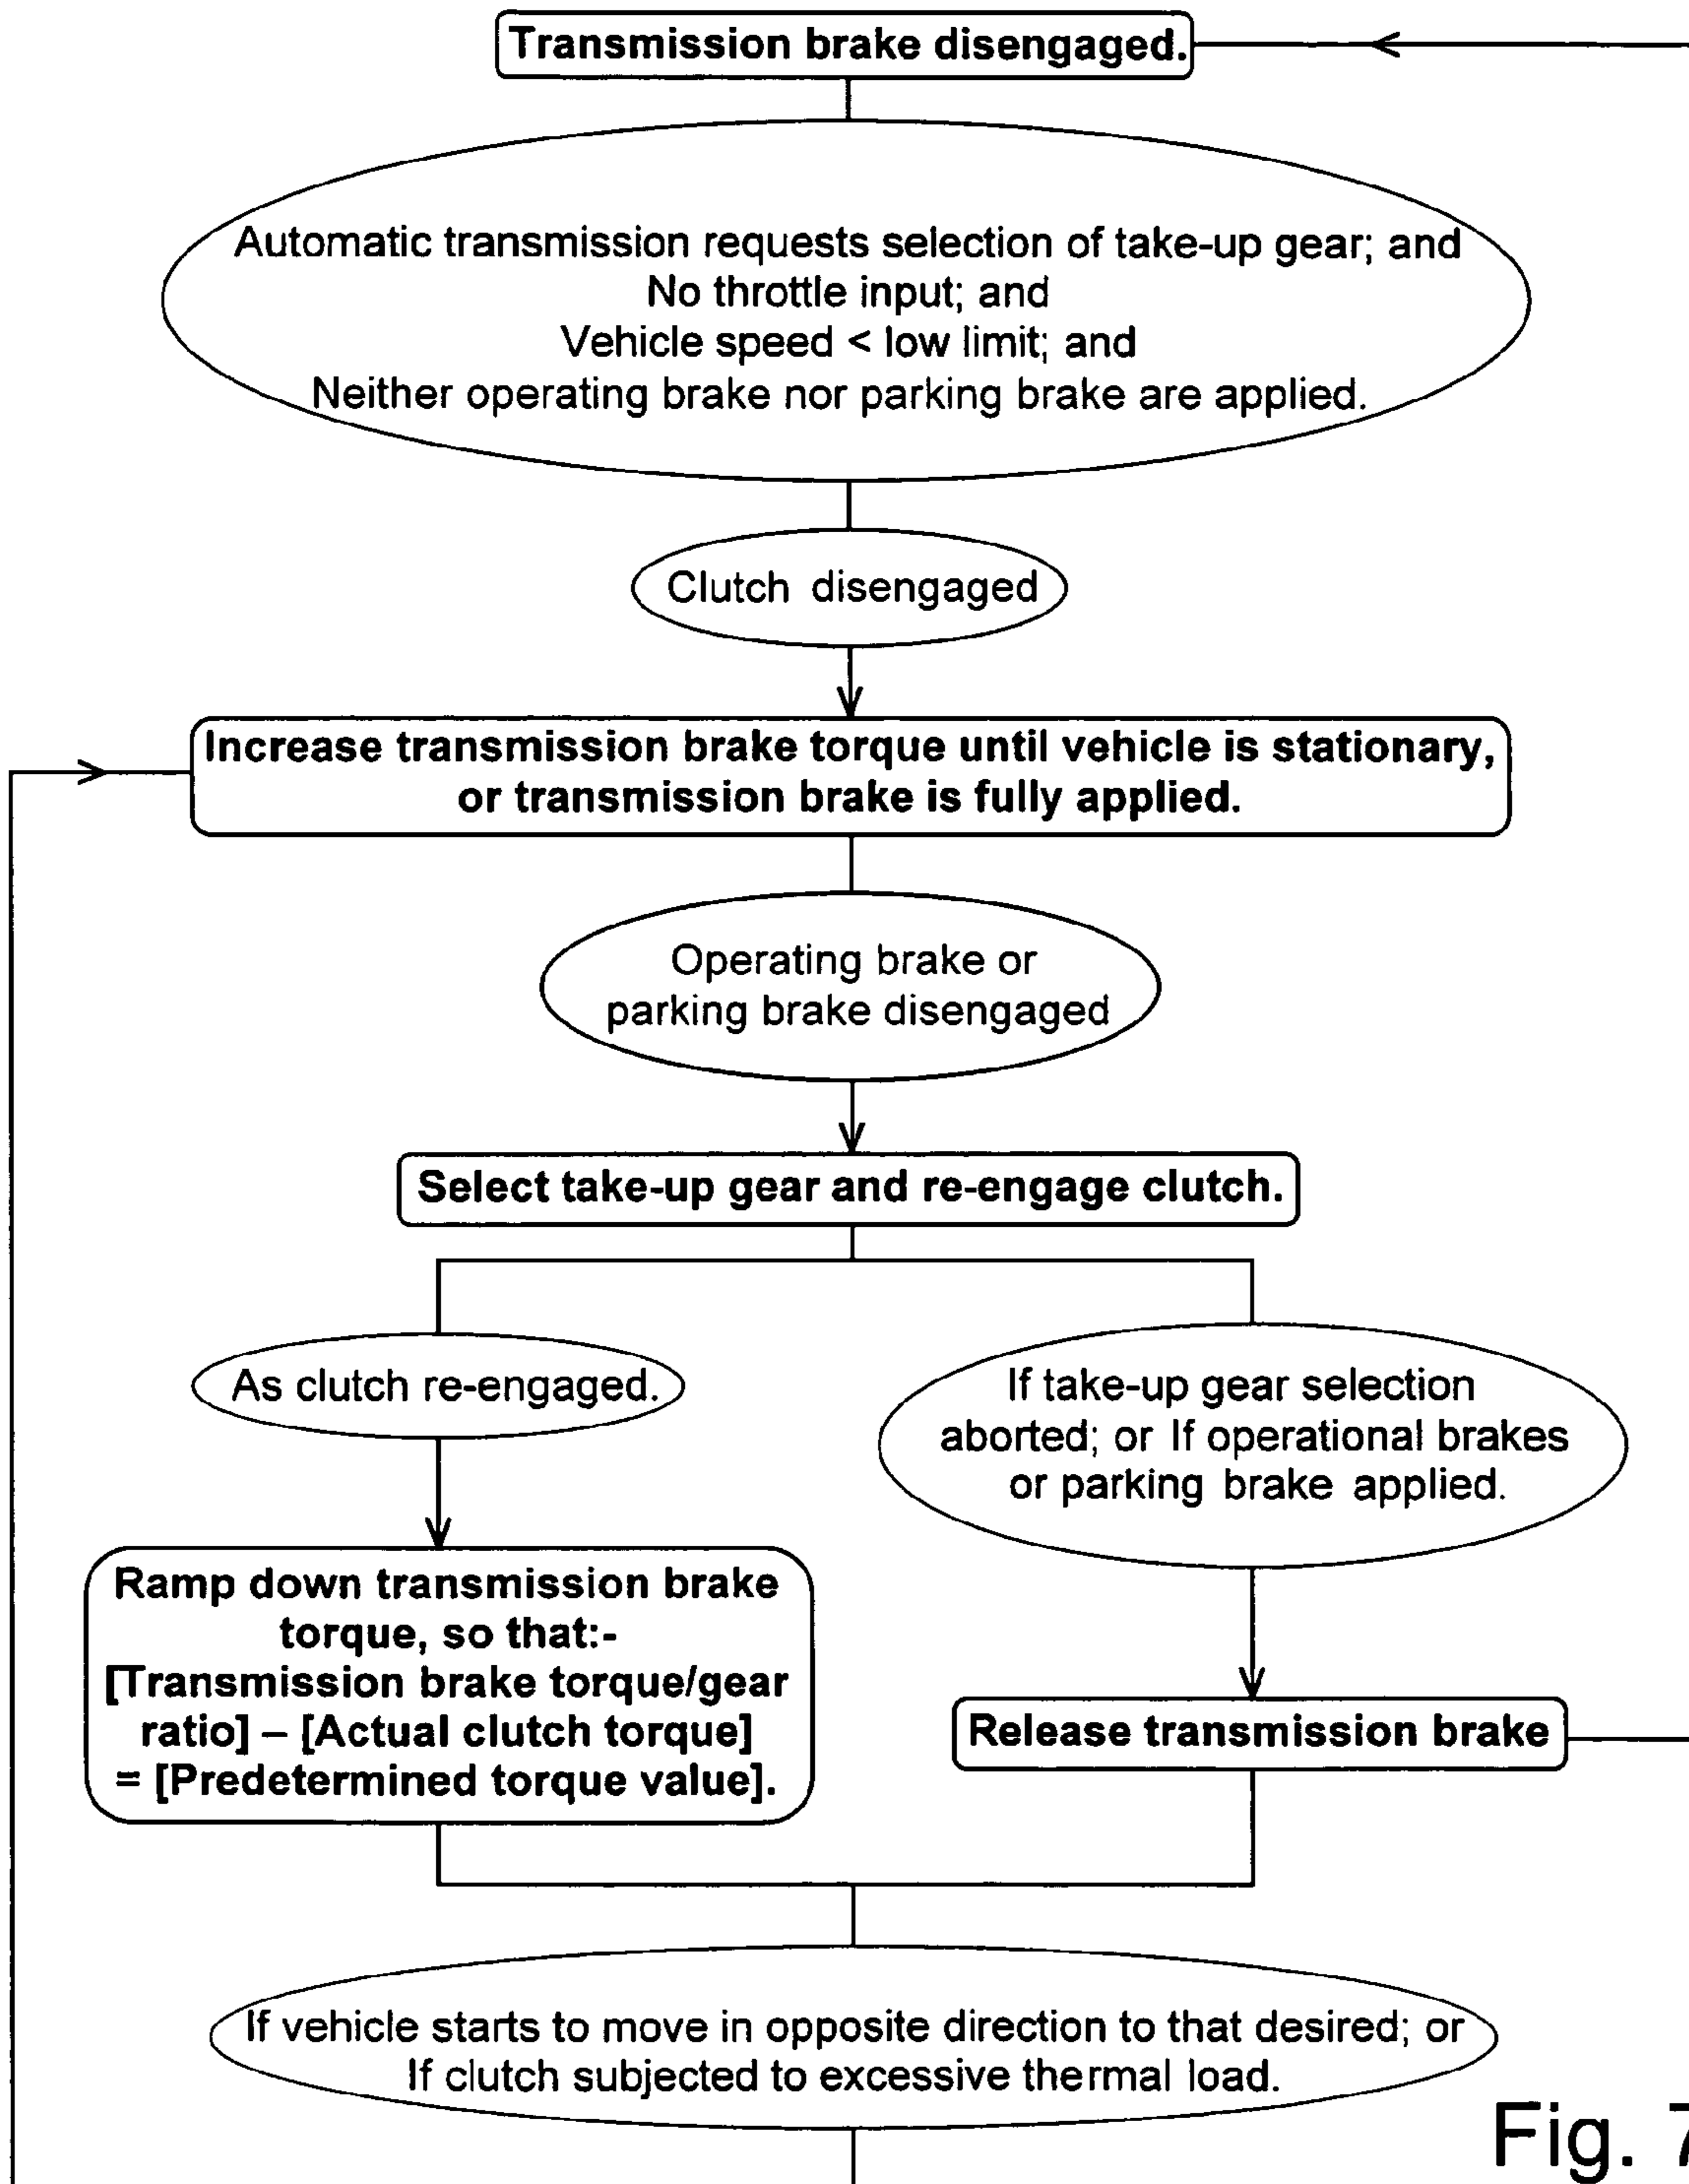 Transmission brake disengaged.
Automatic transmission requests selection of take-up gear; and
No throttle input; and
Vehicle speed < low limit; and
Neither operating brake nor parking brake are applied.
Clutch disengaged
Increase transmission brake torque until vehicle is stationary,
or transmission brake is fully applied.
Operating brake or
parking brake disengaged
Select take-up gear and re-engage clutch.
As clutch re-engaged.
If take-up gear selection
aborted; or If operational brakes
or parking brake applied.
Ramp down transmission brake
torque, so that:-
[Transmission brake torque/gear
ratio] – [Actual clutch torque]
= [Predetermined torque value].
Release transmission brake
If vehicle starts to move in opposite direction to that desired; or
If clutch subjected to excessive thermal load.
Fig. 7